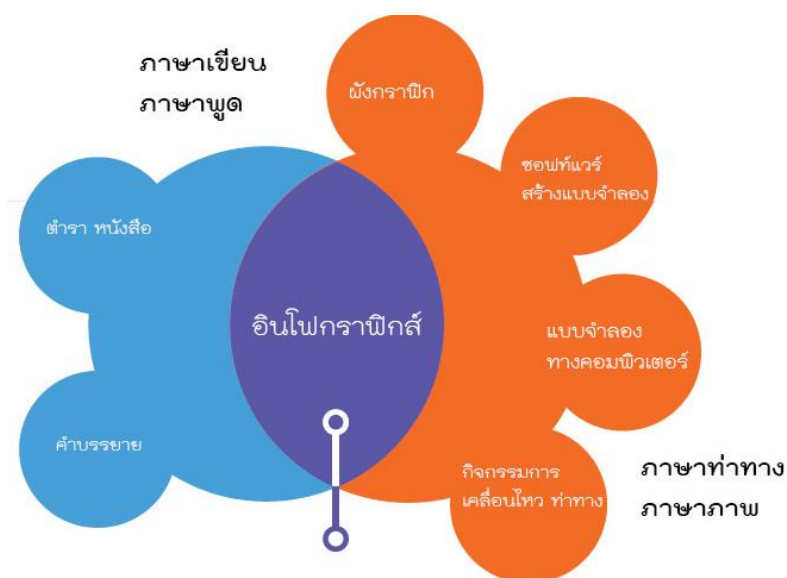 ภาษาเขียน
ภาษาพูด
ผังกราฟิก
ซอฟท์แวร์
สร้างแบบจำลอง
ตำรา หนังสือ
อินโฟกราฟิกส์
แบบจำลอง
ทางคอมพิวเตอร์
คำบรรยาย
กิจกรรมการ
เคลื่อนไหว ท่าทาง
ภาษาท่าทาง
ภาษาภาพ